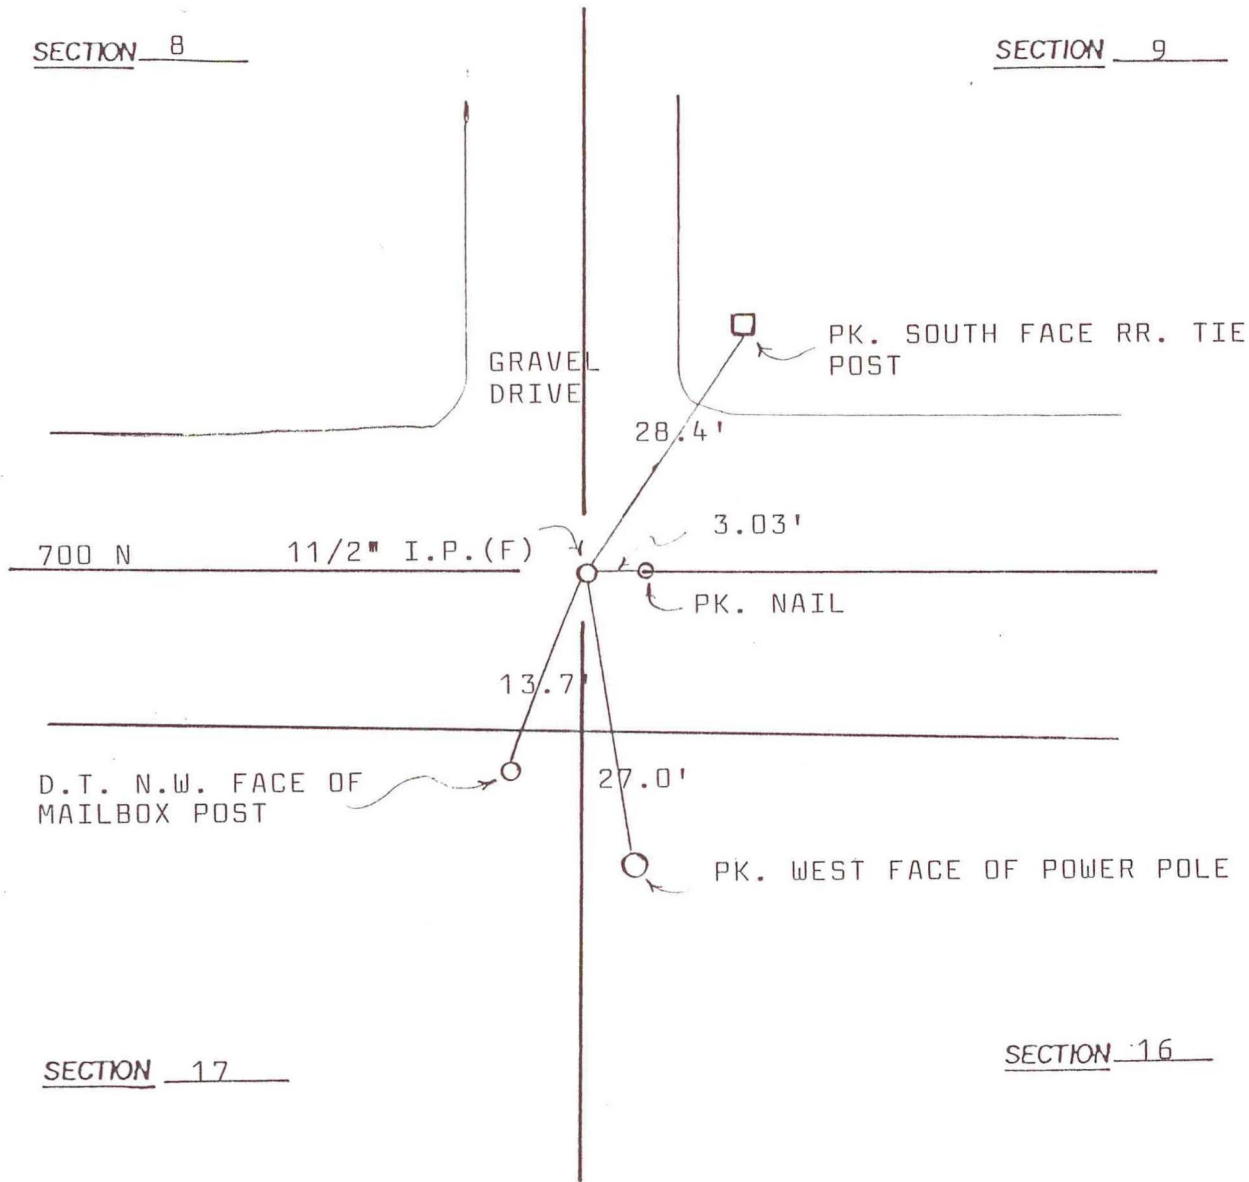 SECTION 8
SECTION 9
PK. SOUTH FACE RR. TIE
POST
GRAVEL
DRIVE
28.4'
3.03'
700 N
11/2" I.P.(F)
PK. NAIL
13.7'
D.T. N.W. FACE OF
MAILBOX POST
27.0'
PK. WEST FACE OF POWER POLE
SECTION 17
SECTION 16